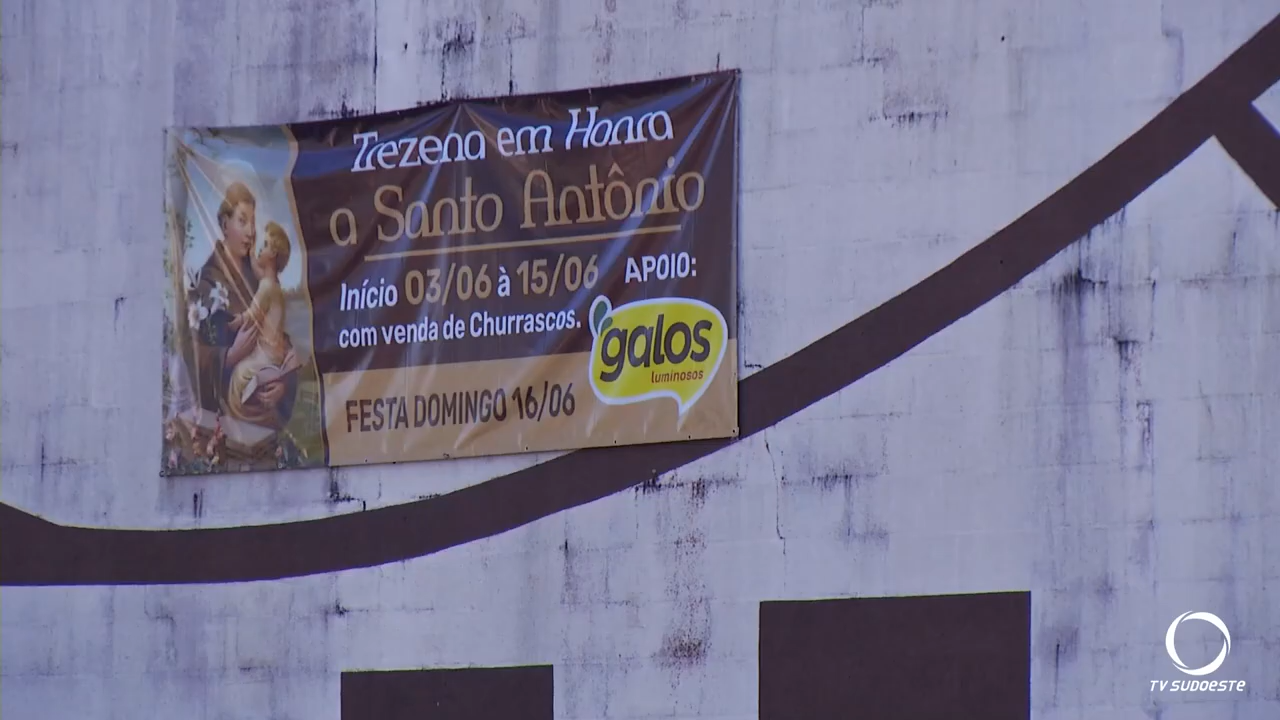 Trezena em Honra
a Santo Antônio
Início 03/06 à 15/06
com venda de Churrascos.
APOIO:
galos
luminosos
FESTA DOMINGO 16/06
TV SUDOESTE